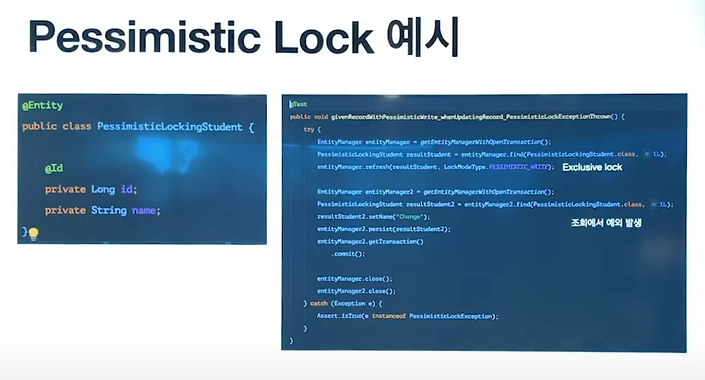 Pessimistic Lock 예시
@Entity
public class PessimisticLockingStudent {
@Id
private Long id;
private String name;
}
@Test
public void givenRecordWithPessimisticWrite_whenUpdatingRecord_PessimisticLockExceptionThrown() {
try {
EntityManager entityManager = getEntityManagerWithOpenTransaction();
PessimisticLockingStudent resultStudent = entityManager.find(PessimisticLockingStudent.class, 1L);
entityManager.refresh(resultStudent, LockModeType.PESSIMISTIC_WRITE); Exclusive lock
EntityManager entityManager2 = getEntityManagerWithOpenTransaction();
PessimisticLockingStudent resultStudent2 = entityManager2.find(PessimisticLockingStudent.class, 1L);
resultStudent2.setName("Change"); 조회에서 예외 발생
entityManager2.persist(resultStudent2);
entityManager2.getTransaction()
.commit();
entityManager.close();
entityManager2.close();
} catch (Exception e) {
Assert.isTrue(e instanceof PessimisticLockException);
}
}